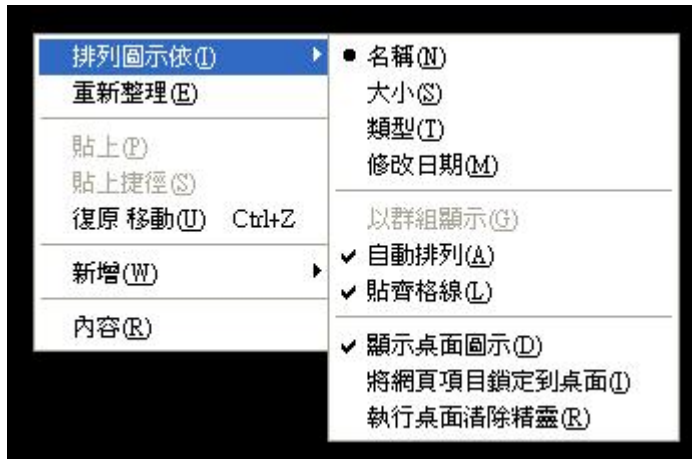 排列圖示依(I)
重新整理(E)
貼上(P)
貼上捷徑(S)
復原 移動(U) Ctrl+Z
新增(W)
內容(R)
名稱(N)
大小(S)
類型(T)
修改日期(M)
以群組顯示(G)
自動排列(A)
貼齊格線(L)
顯示桌面圖示(D)
將網頁項目鎖定到桌面(I)
執行桌面清除精靈(R)